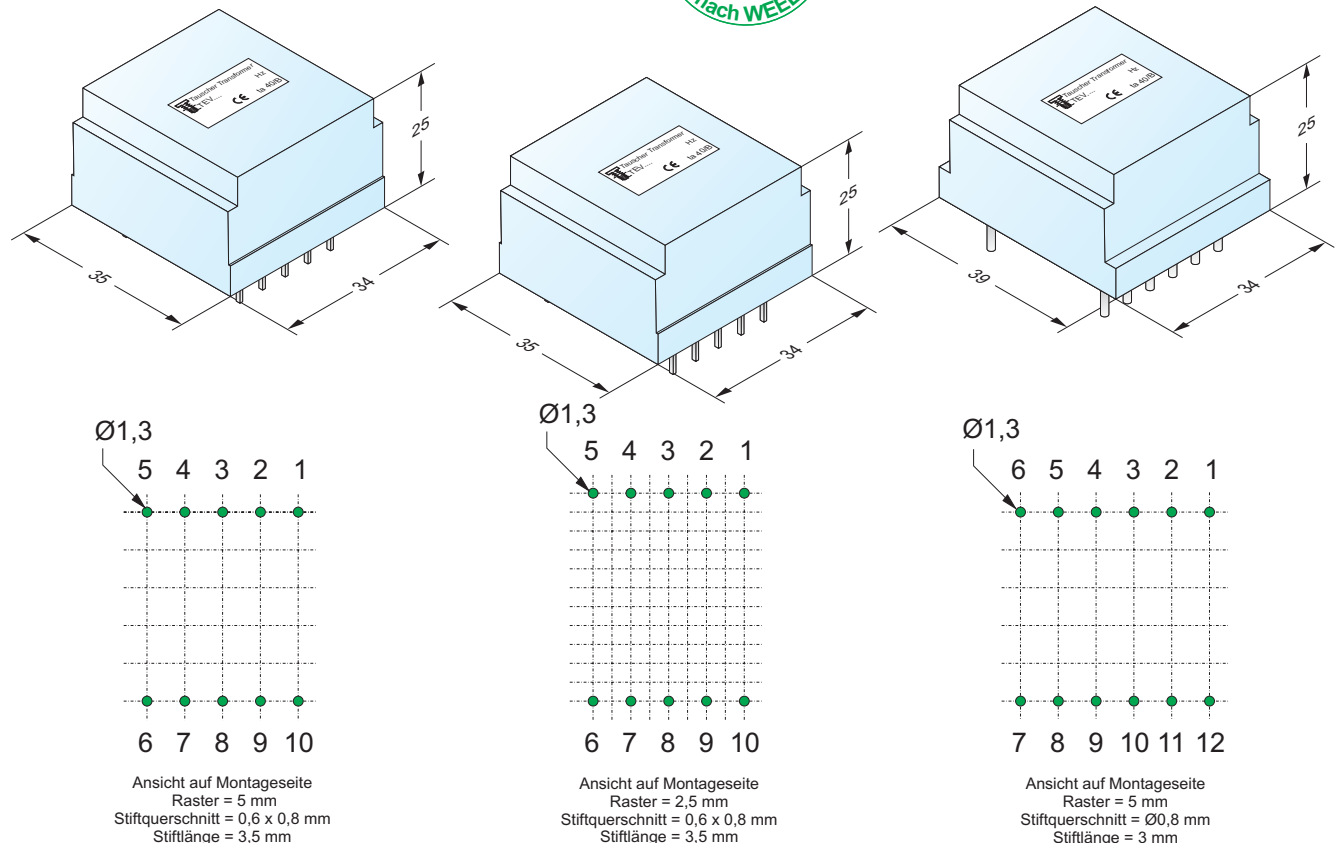 nach WEEE
Tauscher Transformer
TEV.... Hz
CE ta 40/B
25
35
34
Tauscher Transformer
TEV.... Hz
CE ta 40/B
25
35
34
Tauscher Transformer
TEV.... Hz
CE ta 40/B
25
39
34
Ø1,3
5 4 3 2 1
6 7 8 9 10
Ansicht auf Montageseite
Raster = 5 mm
Stiftquerschnitt = 0,6 x 0,8 mm
Stiftlänge = 3,5 mm
Ø1,3
5 4 3 2 1
6 7 8 9 10
Ansicht auf Montageseite
Raster = 2,5 mm
Stiftquerschnitt = 0,6 x 0,8 mm
Stiftlänge = 3,5 mm
Ø1,3
6 5 4 3 2 1
7 8 9 10 11 12
Ansicht auf Montageseite
Raster = 5 mm
Stiftquerschnitt = Ø0,8 mm
Stiftlänge = 3 mm